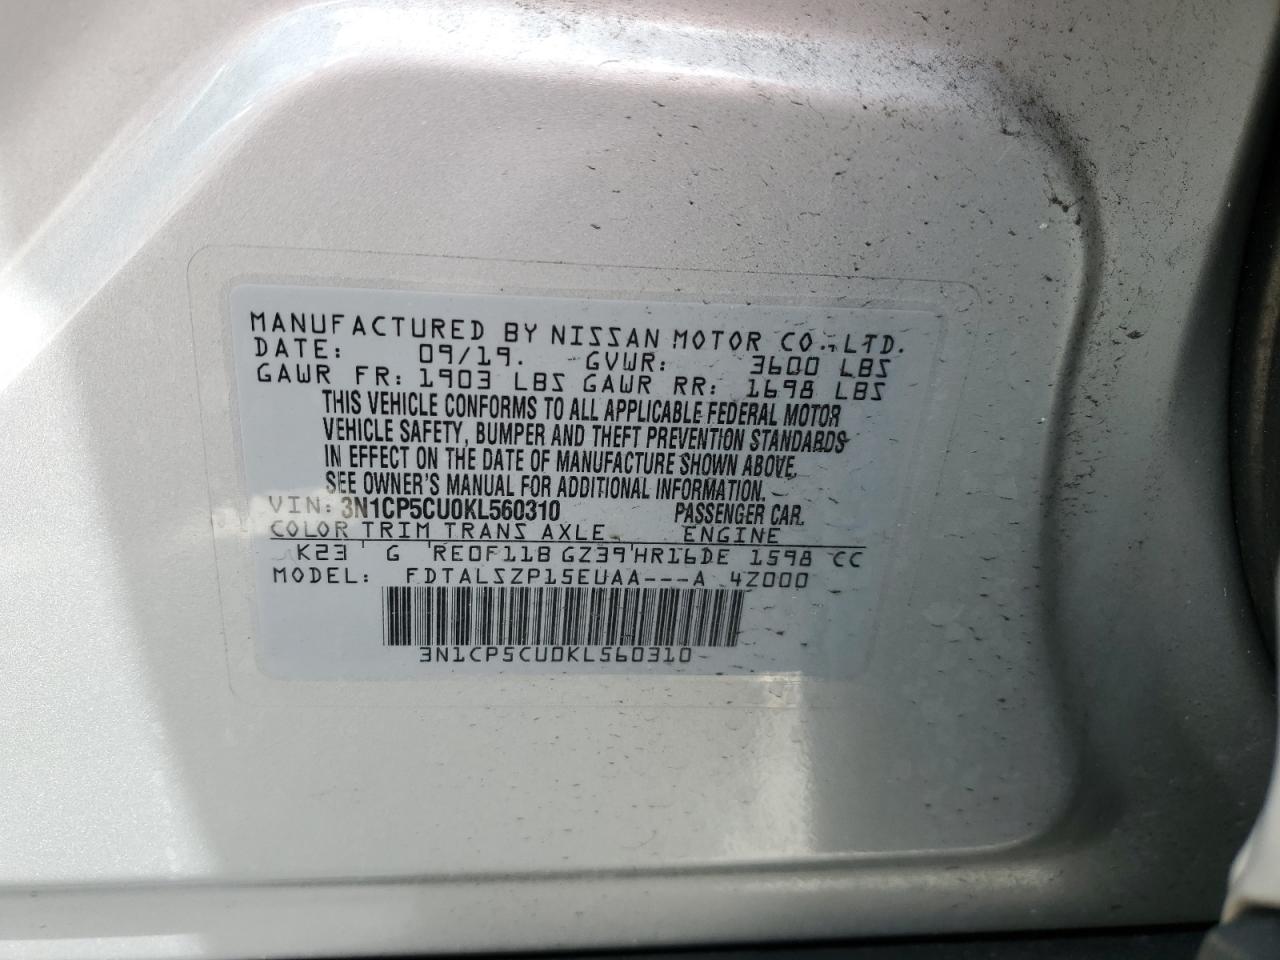 MANUFACTURED BY NISSAN MOTOR CO.,LTD.
DATE: 09/19. GVWR: 3600 LBS
GAWR FR: 1903 LBS GAWR RR: 1698 LBS
THIS VEHICLE CONFORMS TO ALL APPLICABLE FEDERAL MOTOR
VEHICLE SAFETY, BUMPER AND THEFT PREVENTION STANDARDS
IN EFFECT ON THE DATE OF MANUFACTURE SHOWN ABOVE.
SEE OWNER'S MANUAL FOR ADDITIONAL INFORMATION.
VIN: 3N1CP5CU0KL560310 PASSENGER CAR.
COLOR TRIM TRANS AXLE ENGINE
K23 G RE0F11B GZ39 HR16DE 1598 CC
MODEL: FDTALSZP15EUAA---A 4Z000
3N1CP5CU0KL560310